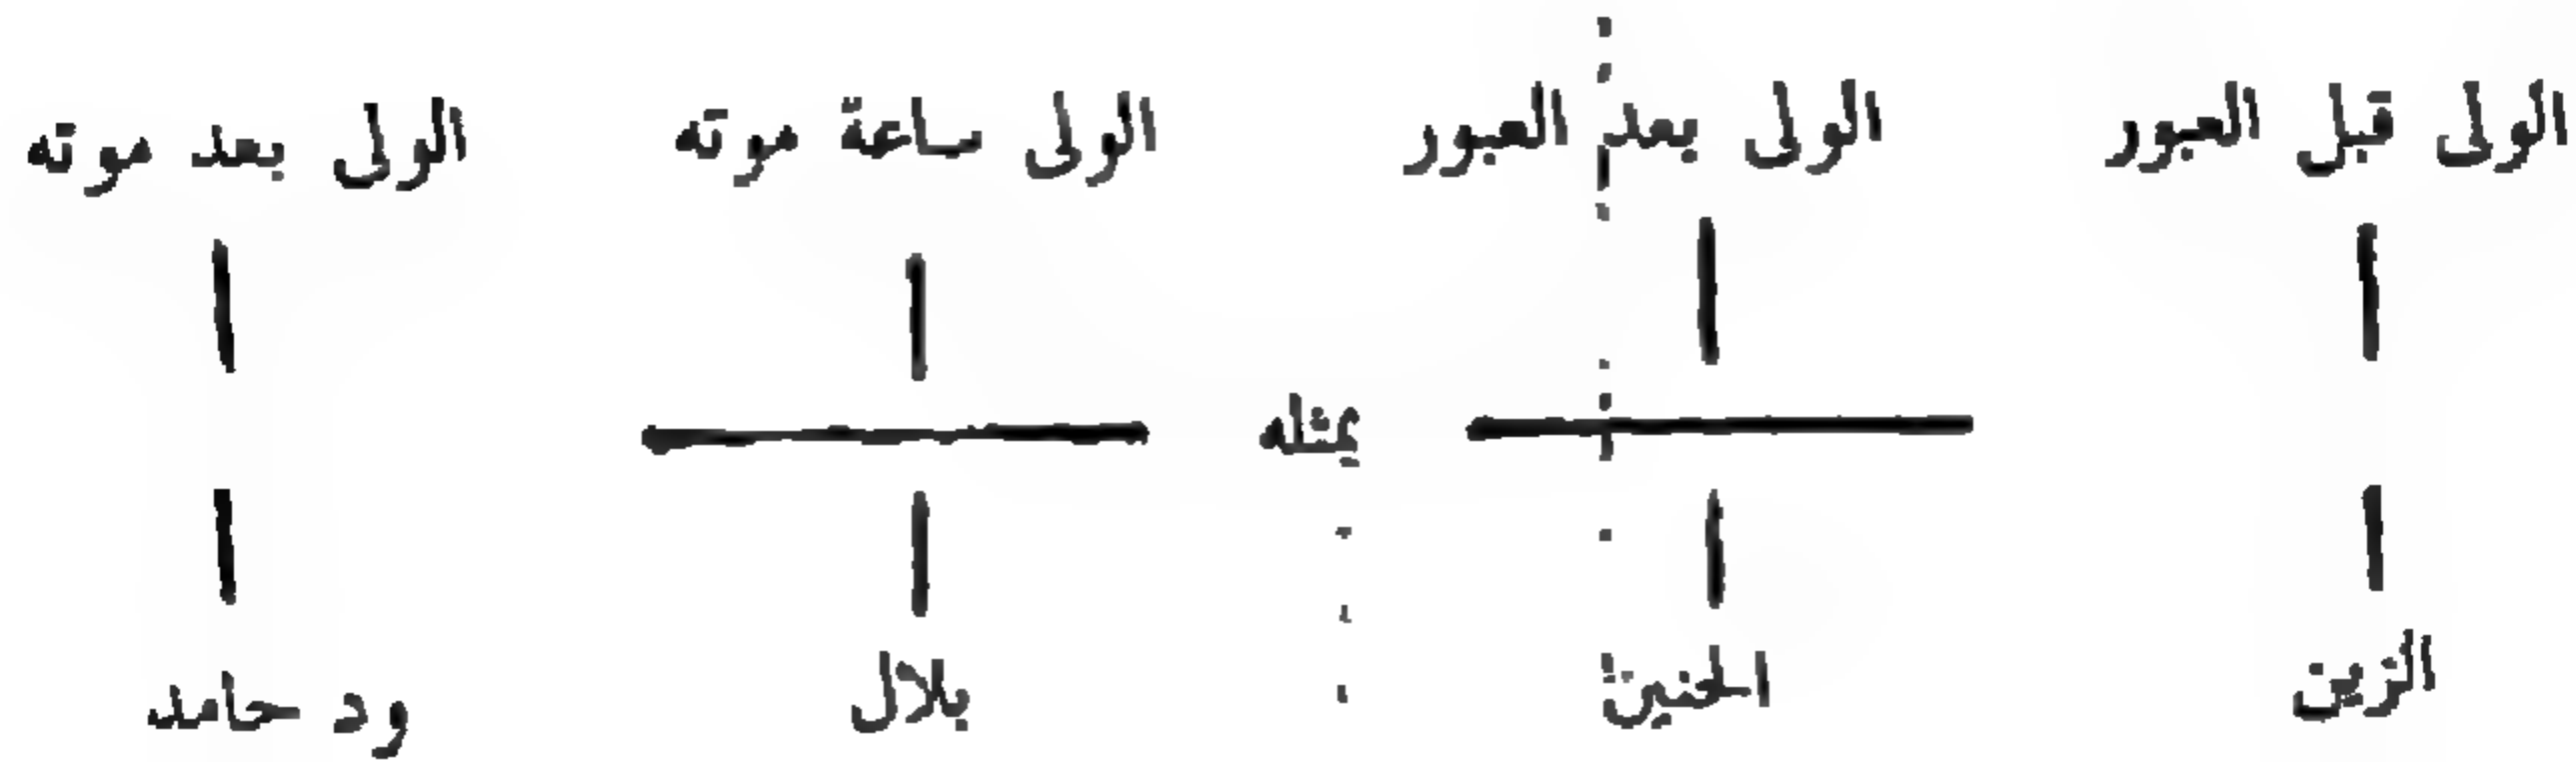 الولى قبل العبور الولى بعد العبور الولى ساعة موته الولى بعد موته
يمثله
الزين الحنين بلال ود حامد